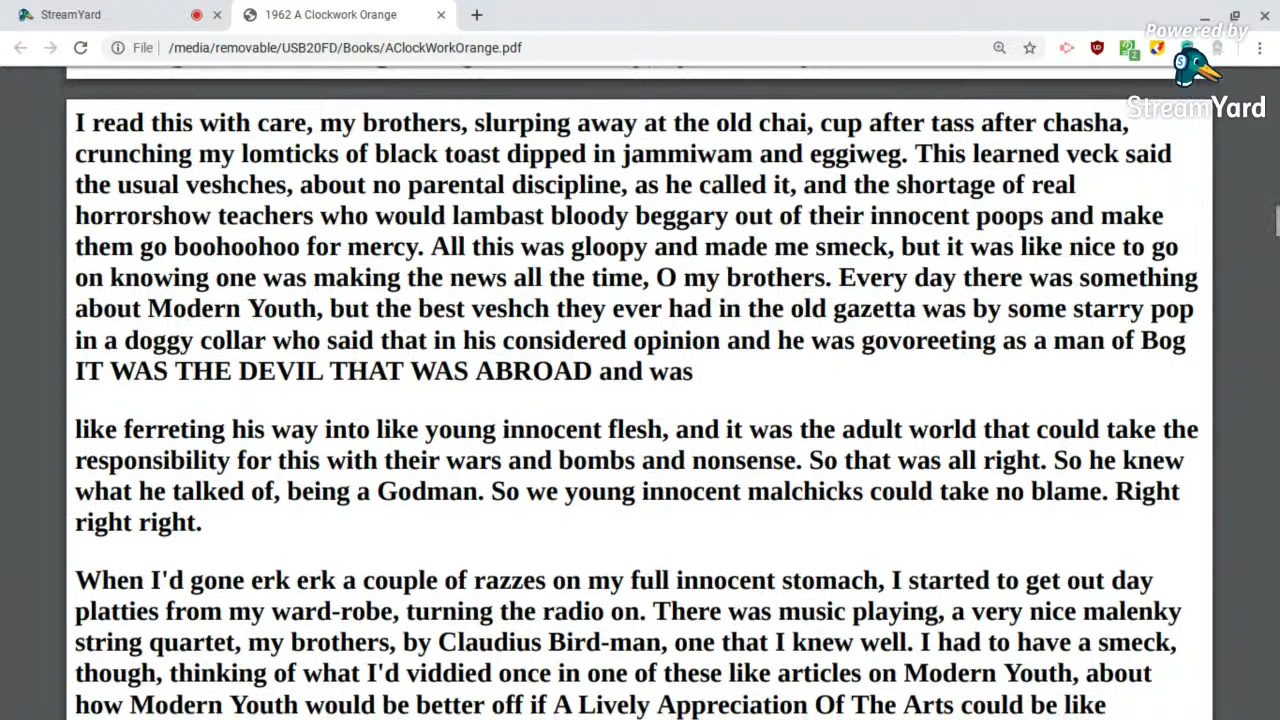 StreamYard
1962 A Clockwork Orange
Powered by
File
/media/removable/USB20FD/Books/AClockWorkOrange.pdf
StreamYard
I read this with care, my brothers, slurping away at the old chai, cup after tass after chasha,
crunching my lomticks of black toast dipped in jammiwam and eggiweg. This learned veck said
the usual veshches, about no parental discipline, as he called it, and the shortage of real
horrorshow teachers who would lambast bloody beggary out of their innocent poops and make
them go boohoohoo for mercy. All this was gloopy and made me smeck, but it was like nice to go
on knowing one was making the news all the time, O my brothers. Every day there was something
about Modern Youth, but the best veshch they ever had in the old gazetta was by some starry pop
in a doggy collar who said that in his considered opinion and he was govoreeting as a man of Bog
IT WAS THE DEVIL THAT WAS ABROAD and was
like ferreting his way into like young innocent flesh, and it was the adult world that could take the
responsibility for this with their wars and bombs and nonsense. So that was all right. So he knew
what he talked of, being a Godman. So we young innocent malchicks could take no blame. Right
right right.
When I'd gone erk erk a couple of razzes on my full innocent stomach, I started to get out day
platties from my ward-robe, turning the radio on. There was music playing, a very nice malenky
string quartet, my brothers, by Claudius Bird-man, one that I knew well. I had to have a smeck,
though, thinking of what I'd viddied once in one of these like articles on Modern Youth, about
how Modern Youth would be better off if A Lively Appreciation Of The Arts could be like